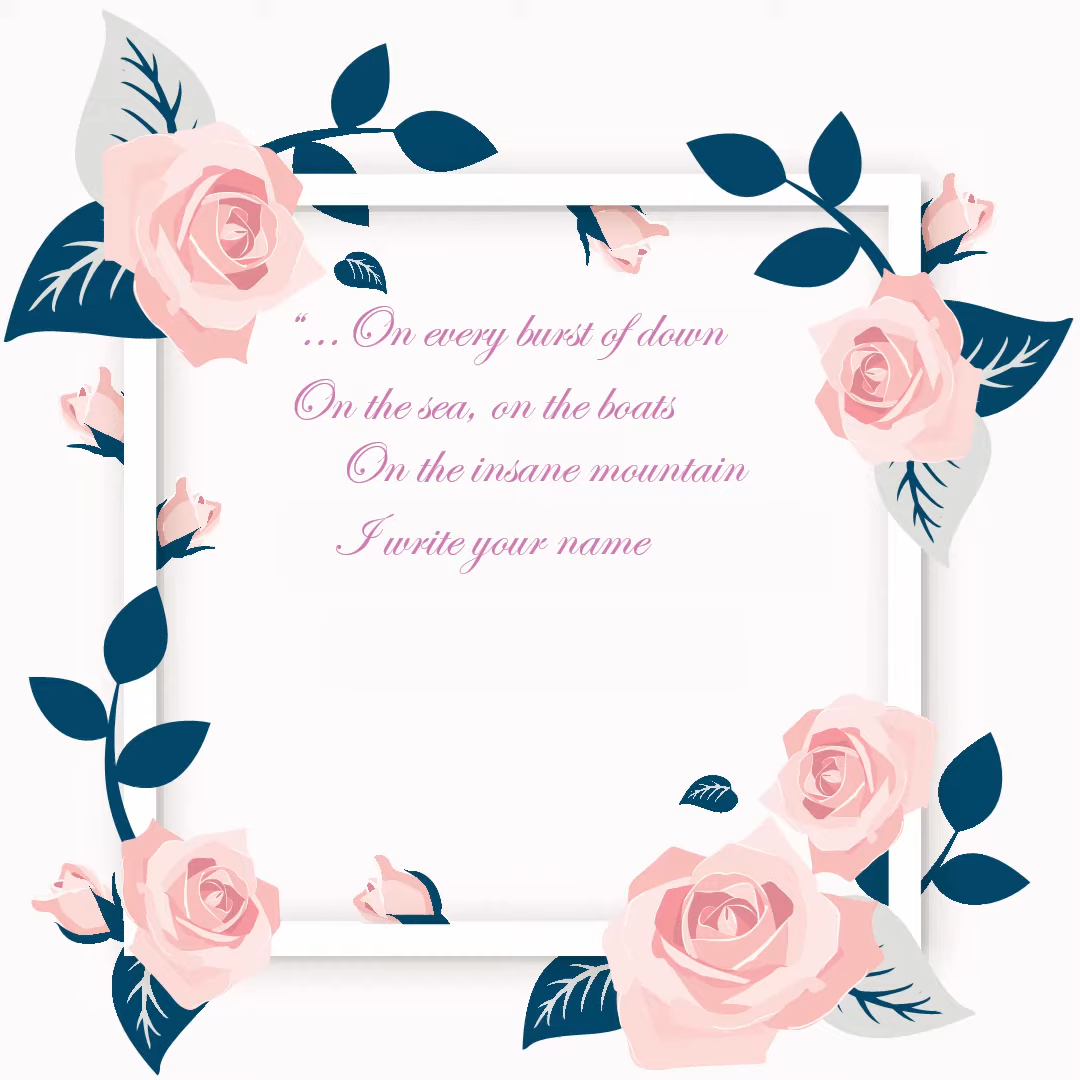 “... On every burst of down
On the sea, on the boats
On the insane mountain
I write your name